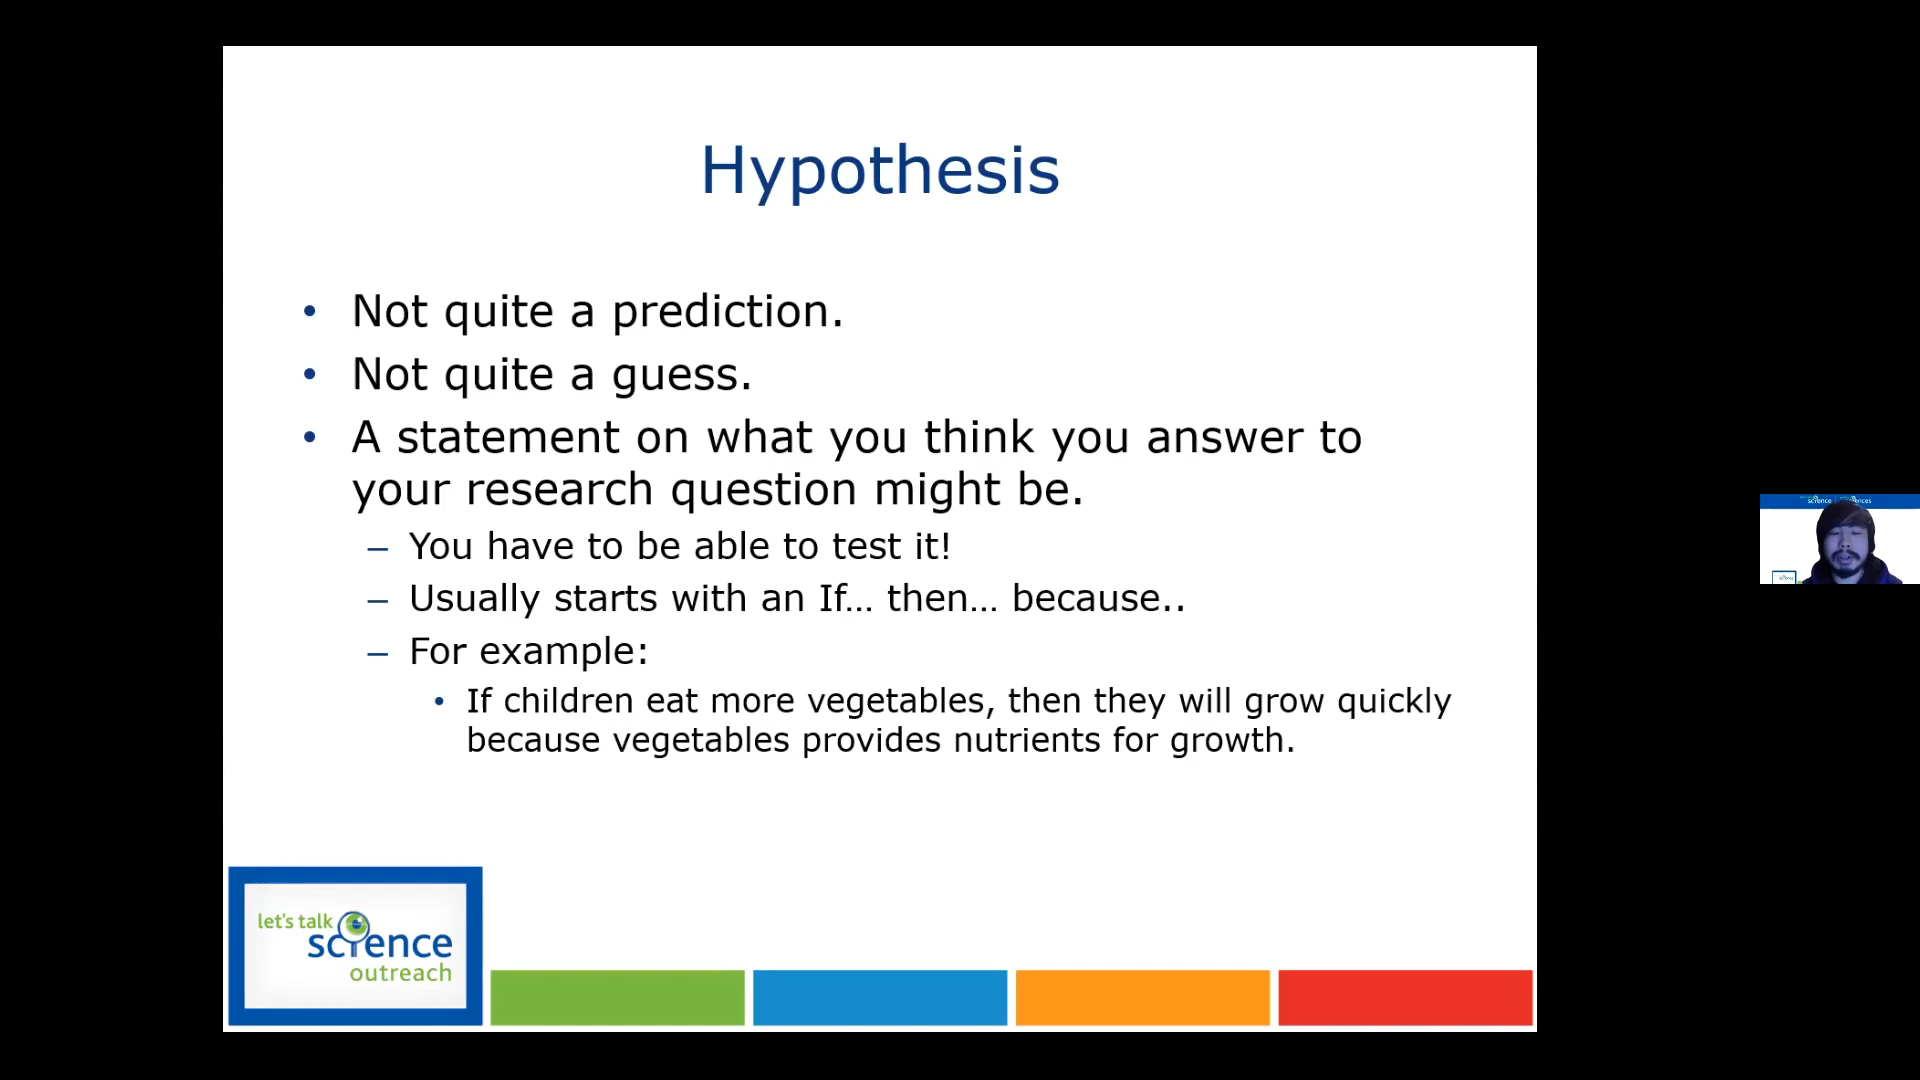 Hypothesis
• Not quite a prediction.
• Not quite a guess.
• A statement on what you think you answer to
your research question might be.
– You have to be able to test it!
– Usually starts with an If… then… because..
– For example:
• If children eat more vegetables, then they will grow quickly
because vegetables provides nutrients for growth.
let's talk
science
outreach